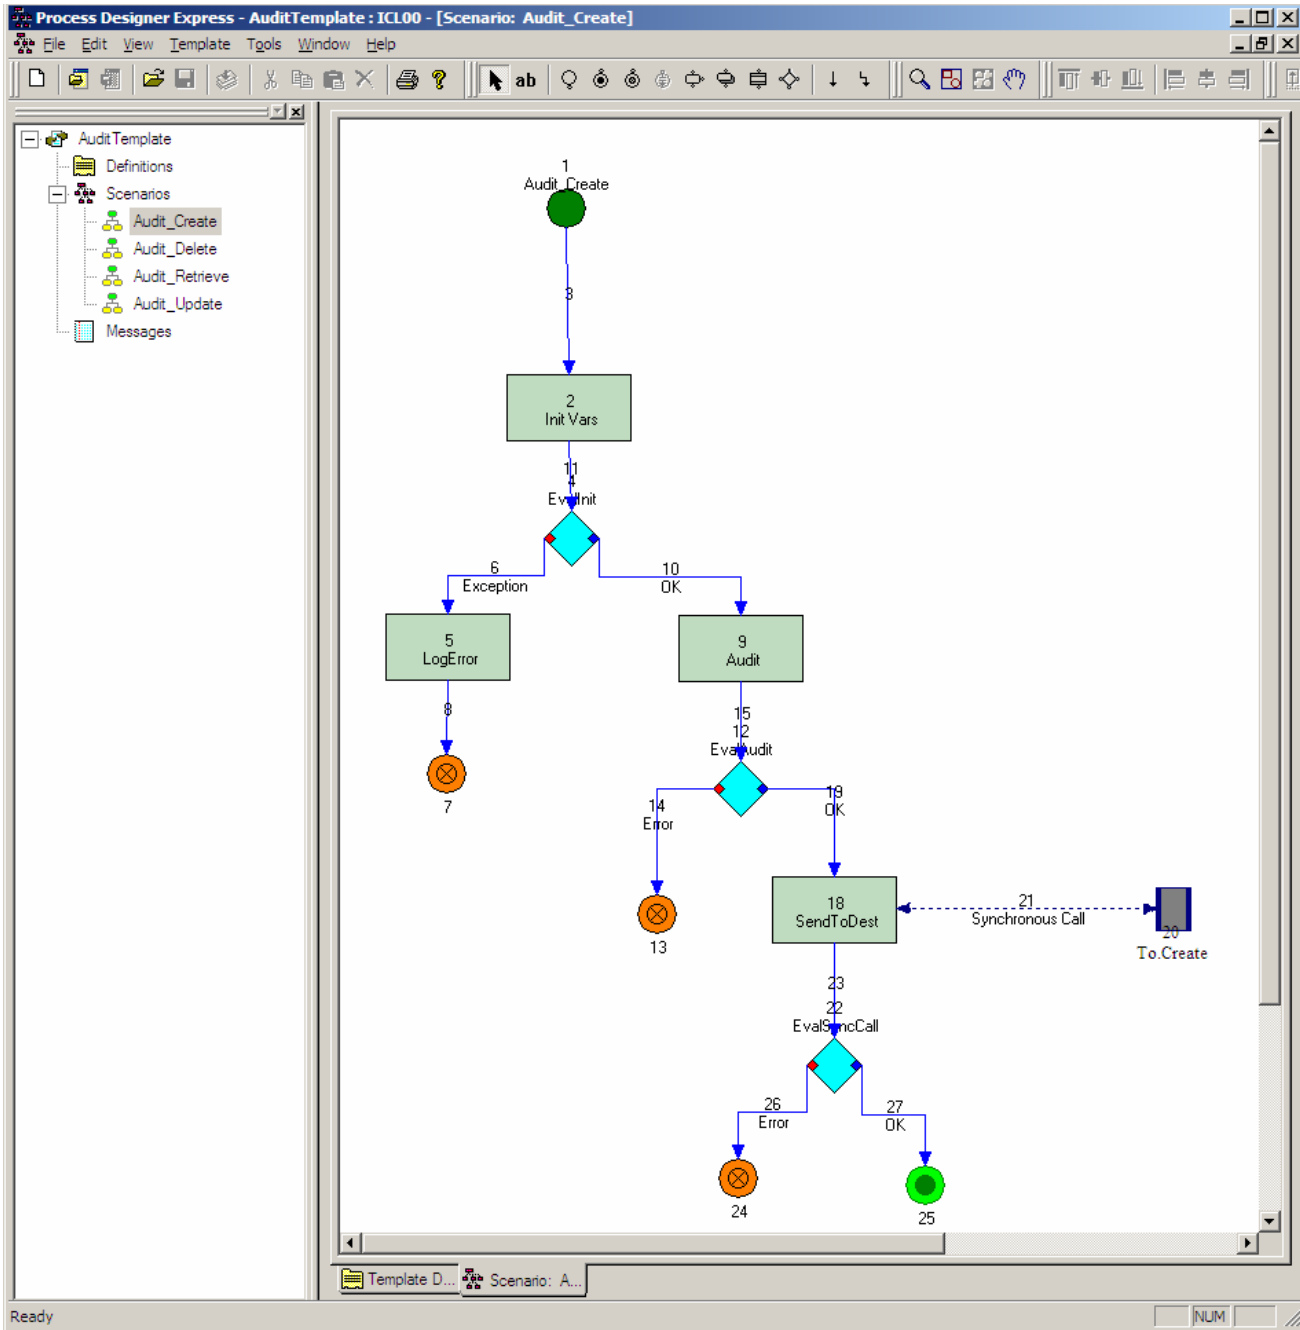 Process Designer Express - AuditTemplate : ICL00 - [Scenario: Audit_Create]
File Edit View Template Tools Window Help
ab
AuditTemplate
Definitions
Scenarios
Audit_Create
Audit_Delete
Audit_Retrieve
Audit_Update
Messages
1
Audit_Create
3
2
Init Vars
11
4
EvalInit
6
Exception
10
OK
5
LogError
9
Audit
8
7
15
12
EvalAudit
14
Error
19
OK
13
18
SendToDest
21
Synchronous Call
20
To.Create
23
22
EvalSyncCall
26
Error
27
OK
24
25
Template D...
Scenario: A...
Ready
NUM